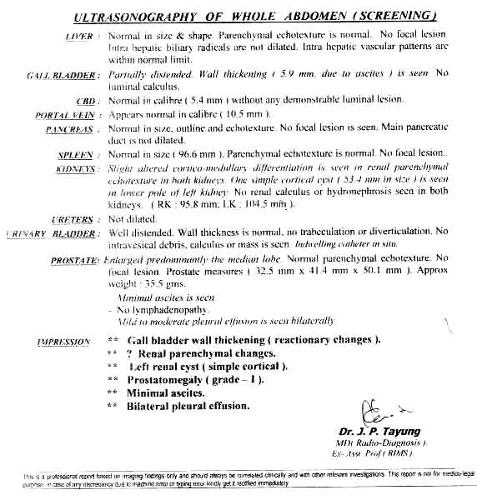 ULTRASONOGRAPHY OF WHOLE ABDOMEN (SCREENING)
LIVER : Normal in size & shape. Parenchymal echotexture is normal. No focal lesion.
Intra hepatic biliary radicals are not dilated. Intra hepatic vascular patterns are
within normal limit.
GALL BLADDER : Partially distended. Wall thickening ( 5.9 mm. due to ascites ) is seen. No
luminal calculus.
CBD : Normal in calibre ( 5.4 mm ) without any demonstrable luminal lesion.
PORTAL VEIN : Appears normal in calibre ( 10.5 mm ).
PANCREAS : Normal in size, outline and echotexture. No focal lesion is seen. Main pancreatic
duct is not dilated.
SPLEEN : Normal in size ( 96.6 mm ). Parenchymal echotexture is normal. No focal lesion..
KIDNEYS : Slight altered cortico-medullary differentiation is seen in renal parenchymal
echotexture in both kidneys. One simple cortical cyst ( 53.4 mm in size ) is seen
in lower pole of left kidney. No renal calculus or hydronephrosis seen in both
kidneys. ( RK : 95.8 mm; LK : 104.5 mm ).
URETERS : Not dilated.
URINARY BLADDER : Well distended. Wall thickness is normal, no trabeculation or diverticulation. No
intravesical debris, calculus or mass is seen. Indwelling catheter in situ.
PROSTATE: Enlarged predominantly the median lobe. Normal parenchymal echotexture. No
focal lesion. Prostate measures ( 32.5 mm x 41.4 mm x 50.1 mm ). Approx
weight : 35.5 gms.
Minimal ascites is seen
- No lymphadenopathy.
Mild to moderate pleural effusion is seen bilaterally
IMPRESSION ** Gall bladder wall thickening ( reactionary changes ).
** ? Renal parenchymal changes.
** Left renal cyst ( simple cortical ).
** Prostatomegaly ( grade – I ).
** Minimal ascites.
** Bilateral pleural effusion.
Dr. J. P. Tayung
MD( Radio-Diagnosis ).
Ex- Asst. Prof ( RIMS ).
This is a professional report based on imaging findings only and should always be correlated clinically and with other relevant investigations. This report is not for medico-legal
purpose. In case of any discrepancy due to machine error or typing error kindly get it rectified immediately